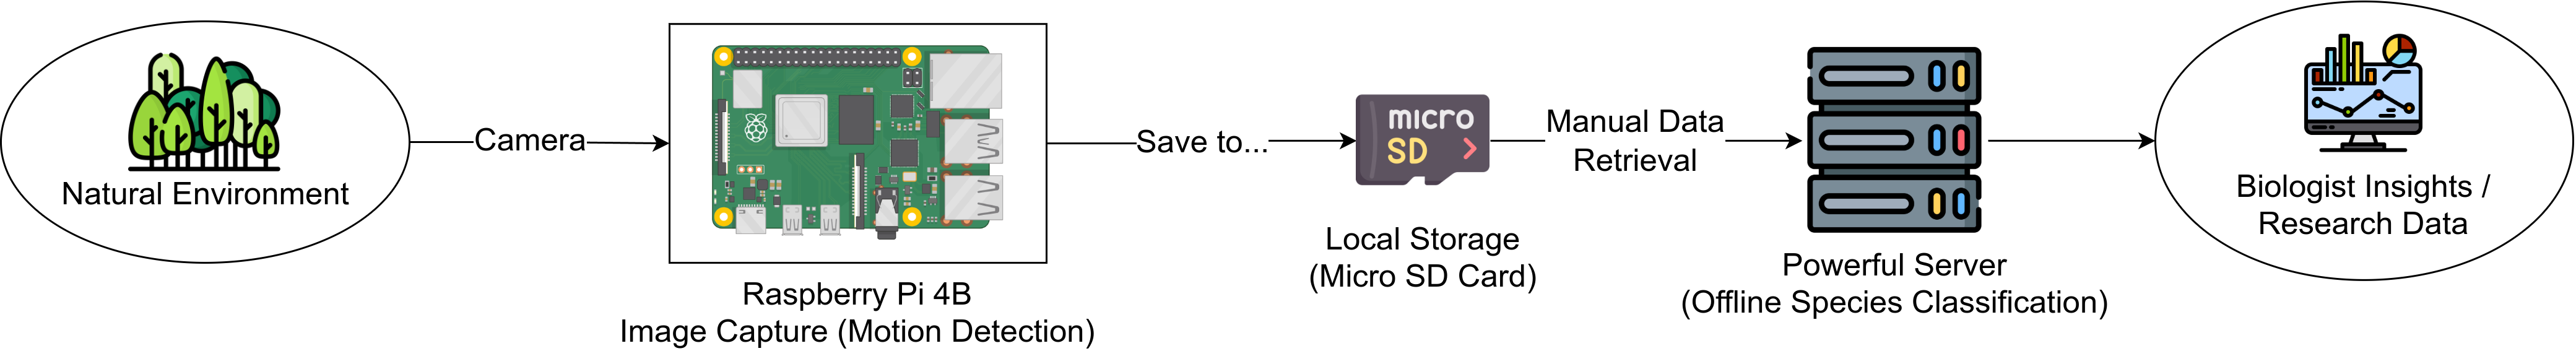 Natural Environment
Camera
Raspberry Pi 4B
Image Capture (Motion Detection)
Save to...
micro
SD
Local Storage
(Micro SD Card)
Manual Data
Retrieval
Powerful Server
(Offline Species Classification)
Biologist Insights /
Research Data